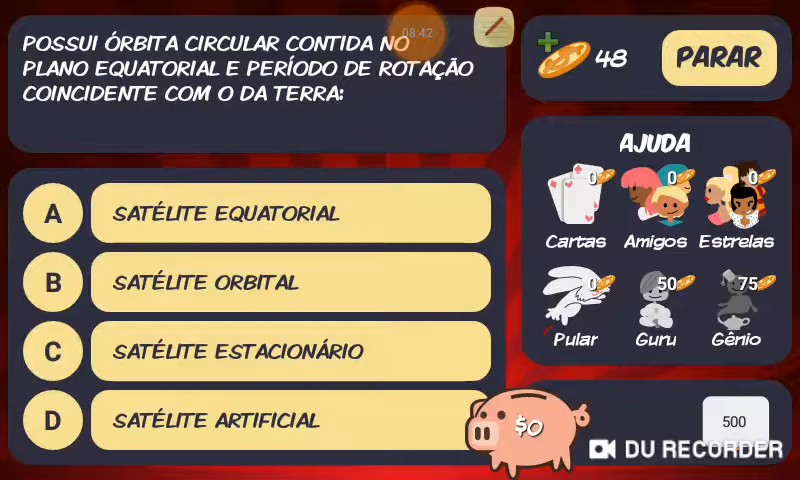 08:42
POSSUI ÓRBITA CIRCULAR CONTIDA NO
PLANO EQUATORIAL E PERÍODO DE ROTAÇÃO
COINCIDENTE COM O DA TERRA:
48
PARAR
A
SATÉLITE EQUATORIAL
B
SATÉLITE ORBITAL
C
SATÉLITE ESTACIONÁRIO
D
SATÉLITE ARTIFICIAL
AJUDA
0
0
0
Cartas
Amigos
Estrelas
0
50
75
Pular
Guru
Gênio
$0
500
DU RECORDER